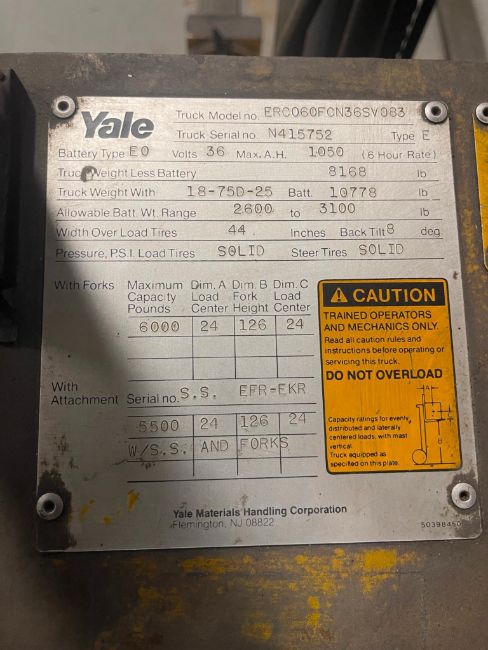 Yale
Truck Model no. ERC060FCN36SV083
Truck Serial no. N415752 Type E
Battery Type EO Volts 36 Max. A.H. 1050 (6 Hour Rate)
Truck Weight Less Battery 8168 lb
Truck Weight With 18-75D-25 Batt. 10778 lb
Allowable Batt. Wt. Range 2600 to 3100 lb
Width Over Load Tires 44 Inches Back Tilt 8 deg
Pressure, P.S.I. Load Tires SOLID Steer Tires SOLID
With Forks Maximum Capacity Pounds Dim. A Load Center Dim. B Fork Height Dim. C Load Center
6000 24 126 24
With Attachment Serial no. S.S. EFR-EKR
5500 24 126 24
W/S.S. AND FORKS
CAUTION
TRAINED OPERATORS
AND MECHANICS ONLY.
Read all caution rules and
instructions before operating or
servicing this truck.
DO NOT OVERLOAD
Capacity ratings for evenly
distributed and laterally
centered loads, with mast
vertical.
Truck equipped as
specified on this plate.
A
C
B
Yale Materials Handling Corporation
Flemington, NJ 08822
50398450